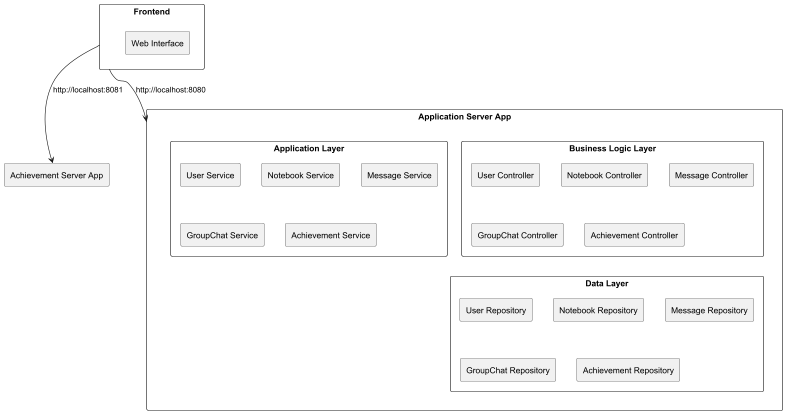 Frontend
Web Interface
http://localhost:8081
http://localhost:8080
Application Server App
Application Layer
Business Logic Layer
Achievement Server App
User Service
Notebook Service
Message Service
User Controller
Notebook Controller
Message Controller
GroupChat Service
Achievement Service
GroupChat Controller
Achievement Controller
Data Layer
User Repository
Notebook Repository
Message Repository
GroupChat Repository
Achievement Repository